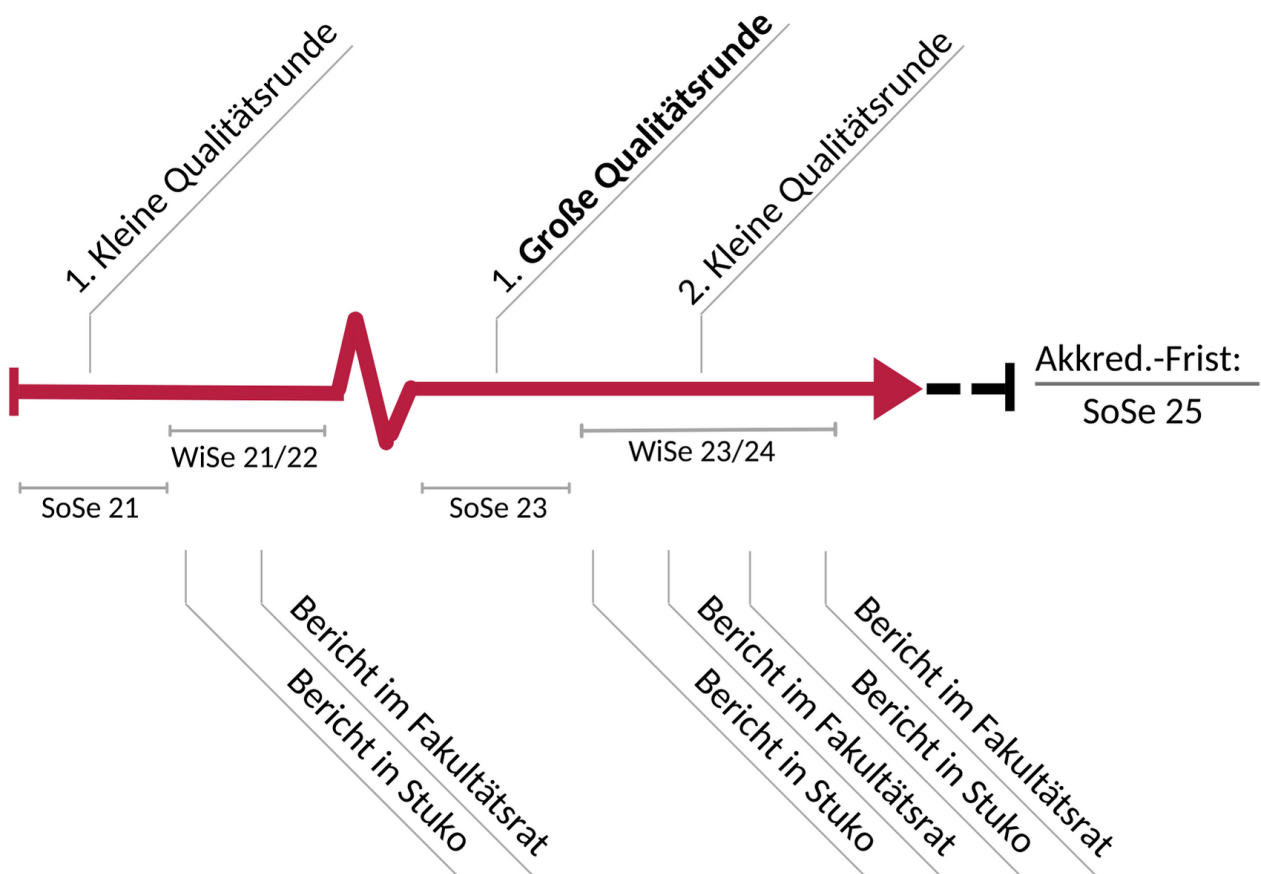 1. Kleine Qualitätsrunde
1. Große Qualitätsrunde
2. Kleine Qualitätsrunde
Akkred.-Frist:
SoSe 25
WiSe 21/22
WiSe 23/24
SoSe 21
SoSe 23
Bericht in Stuko
Bericht im Fakultätsrat
Bericht in Stuko
Bericht im Fakultätsrat
Bericht in Stuko
Bericht im Fakultätsrat